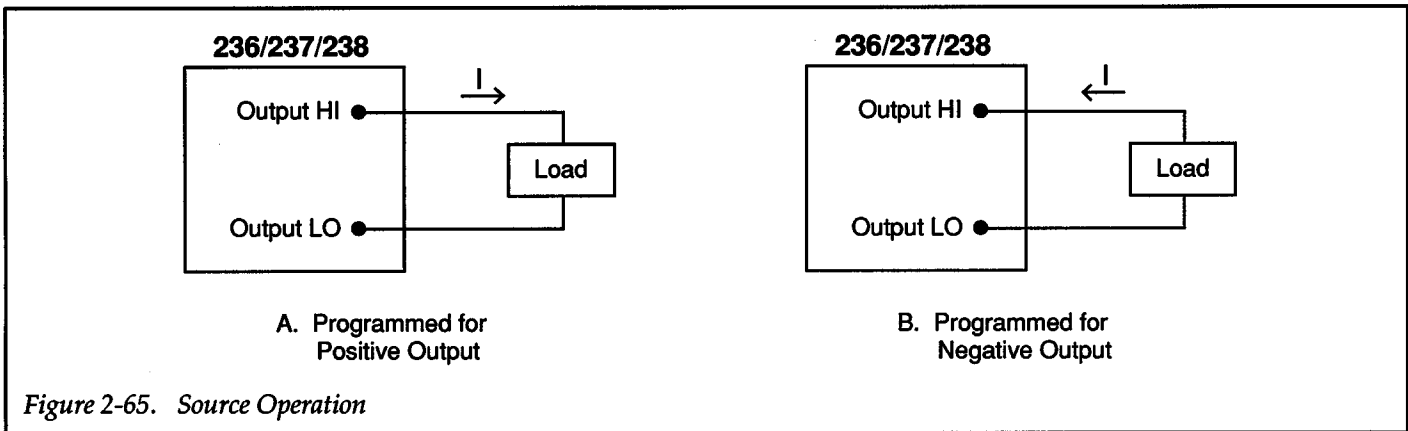 236/237/238
I
Output HI
Load
Output LO
A. Programmed for
Positive Output
236/237/238
I
Output HI
Load
Output LO
B. Programmed for
Negative Output
Figure 2-65. Source Operation